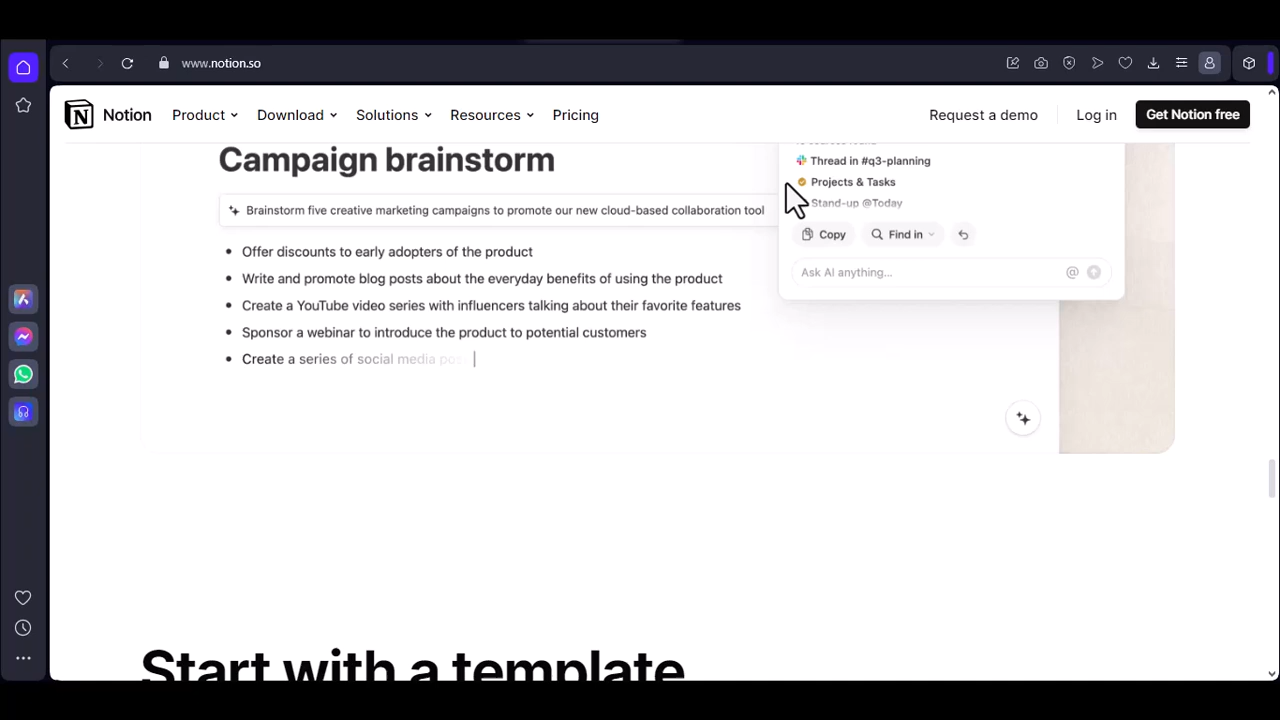 www.notion.so
Notion Product Download Solutions Resources Pricing Request a demo Log in Get Notion free
Campaign brainstorm
Brainstorm five creative marketing campaigns to promote our new cloud-based collaboration tool
Offer discounts to early adopters of the product
Write and promote blog posts about the everyday benefits of using the product
Create a YouTube video series with influencers talking about their favorite features
Sponsor a webinar to introduce the product to potential customers
Create a series of social media
Thread in #q3-planning
Projects & Tasks
Stand-up @Today
Copy Find in
Ask AI anything...
Start with a template